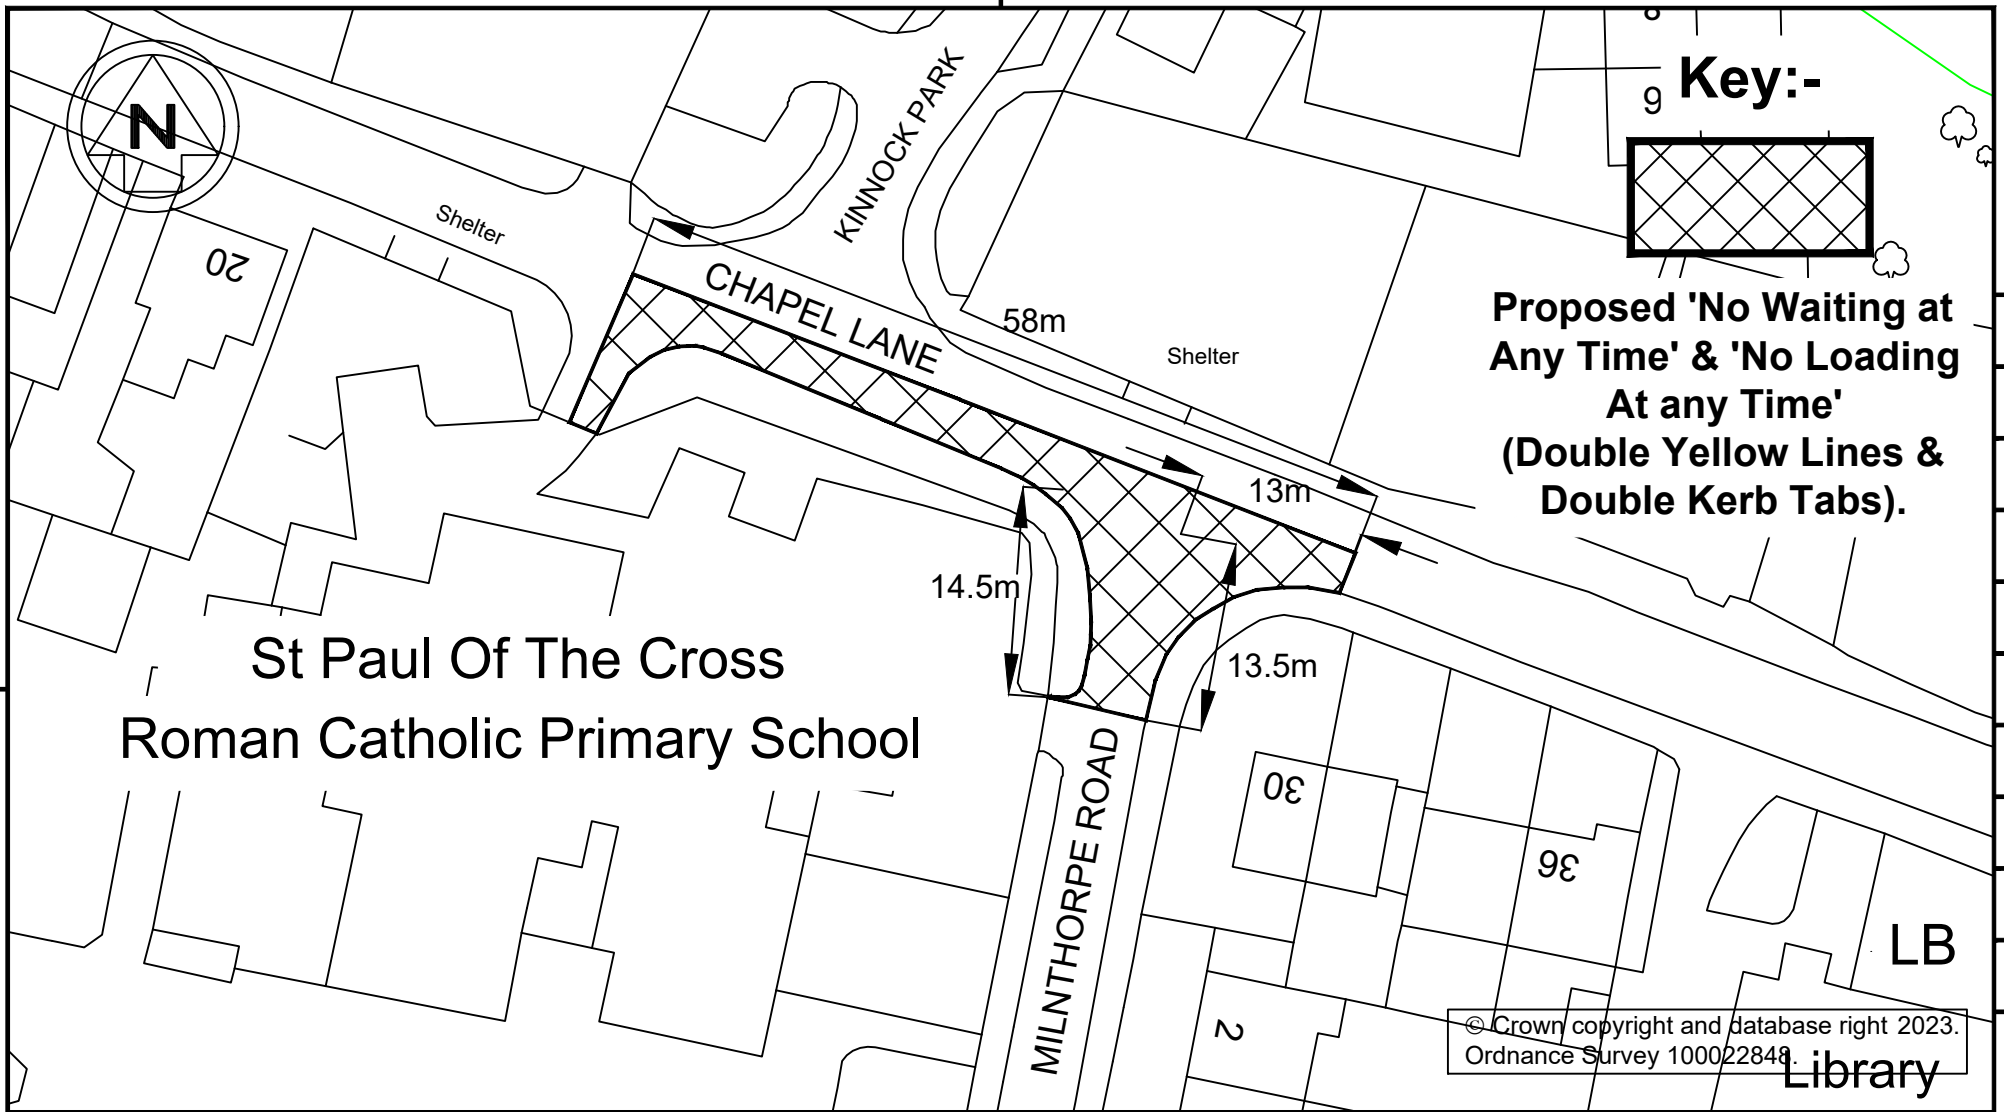 N
KINNOCK PARK
Key:-
9
Shelter
20
CHAPEL LANE
58m
Shelter
Proposed 'No Waiting at
Any Time' & 'No Loading
At any Time'
(Double Yellow Lines &
Double Kerb Tabs).
13m
14.5m
13.5m
St Paul Of The Cross
Roman Catholic Primary School
MILNTHORPE ROAD
30
36
LB
2
© Crown copyright and database right 2023.
Ordnance Survey 100022848.
Library